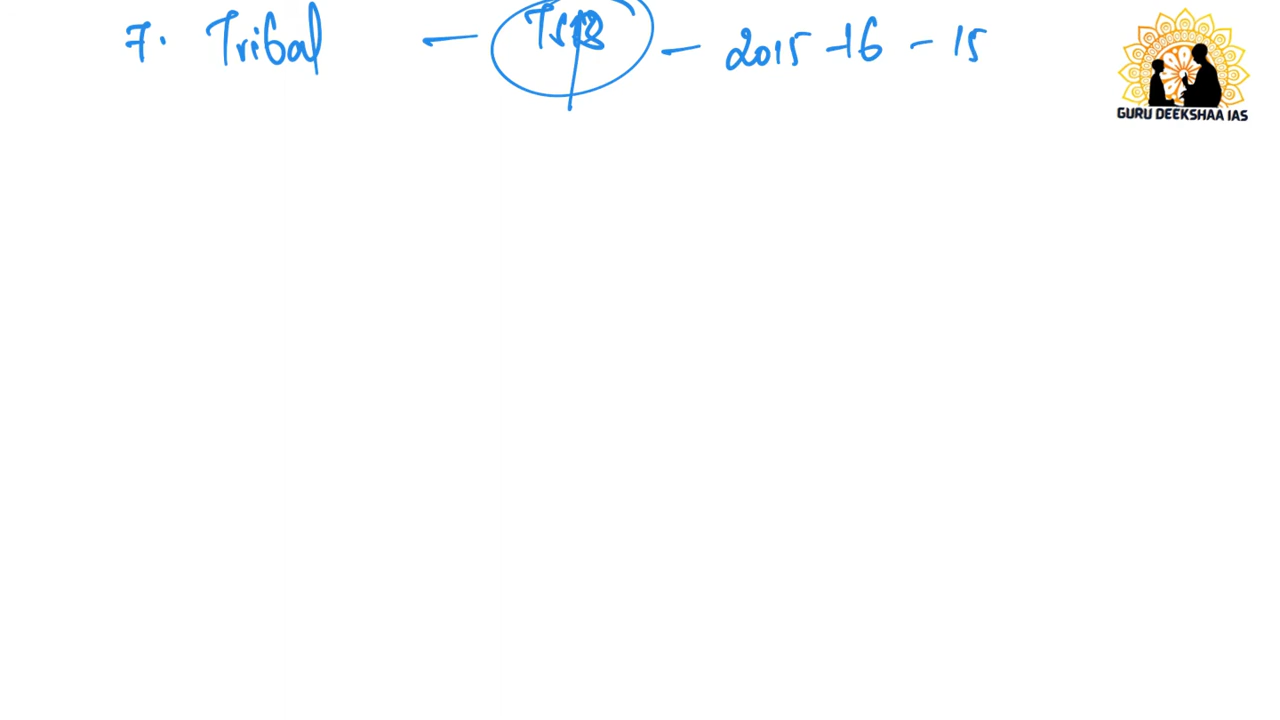 7. Tribal — — 2015-16 - 15
GURU DEEKSHAA IAS